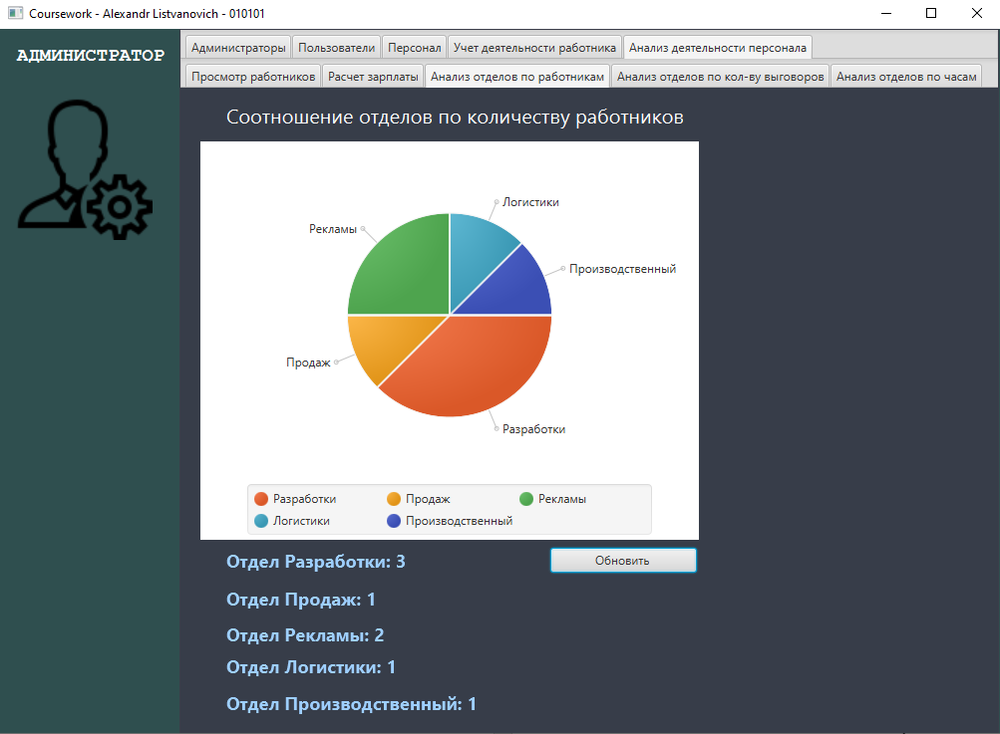 Coursework - Alexandr Listvanovich - 010101
АДМИНИСТРАТОР
Администраторы Пользователи Персонал Учет деятельности работника Анализ деятельности персонала
Просмотр работников Расчет зарплаты Анализ отделов по работникам Анализ отделов по кол-ву выговоров Анализ отделов по часам
Соотношение отделов по количеству работников
Логистики
Рекламы
Производственный
Продаж
Разработки
Разработки Продаж Рекламы
Логистики Производственный
Отдел Разработки: 3
Обновить
Отдел Продаж: 1
Отдел Рекламы: 2
Отдел Логистики: 1
Отдел Производственный: 1